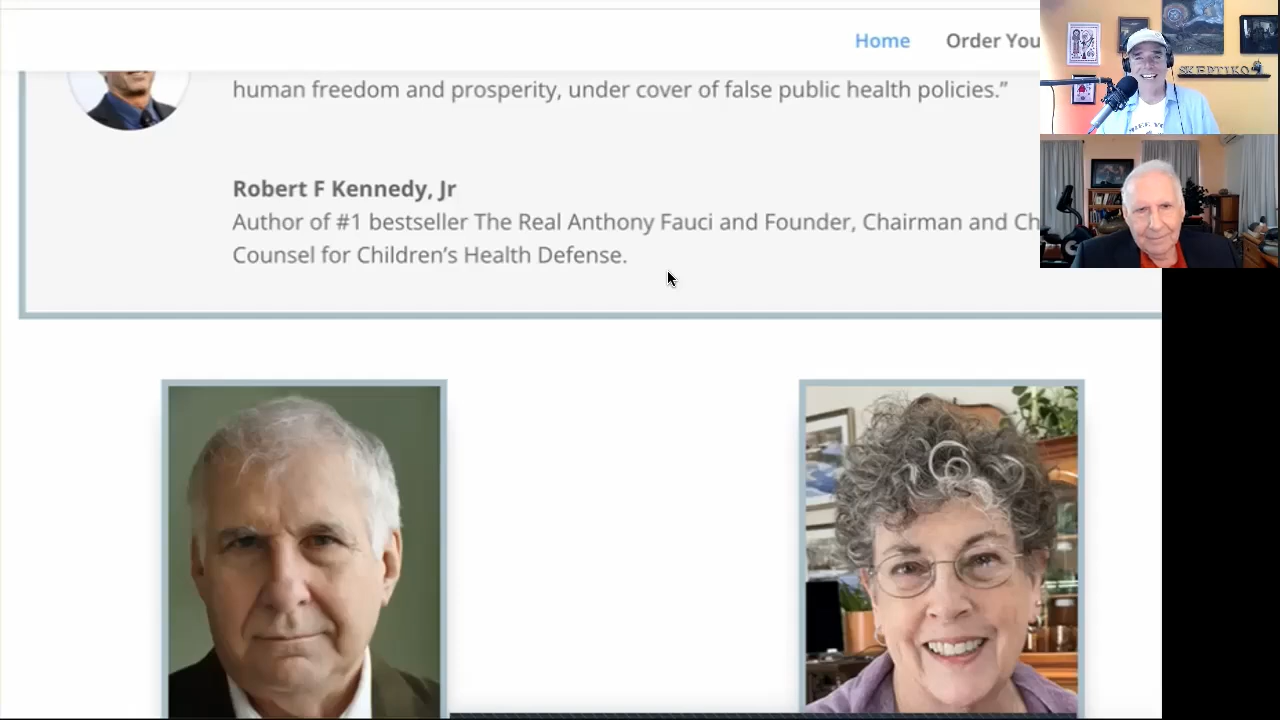 Home Order You
human freedom and prosperity, under cover of false public health policies.”
SKEPTIKO
Robert F Kennedy, Jr
Author of #1 bestseller The Real Anthony Fauci and Founder, Chairman and Ch
Counsel for Children’s Health Defense.